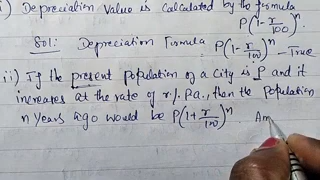 i) Depreciation value is calculated by the formula
P(1-r/100)^n.
Sol:- Depreciation Formula P(1-r/100)^n - True
ii) If the present population of a city is P and it
increases at the rate of r.%. Pa., then the population
n years ago would be P(1+r/100)^n. An